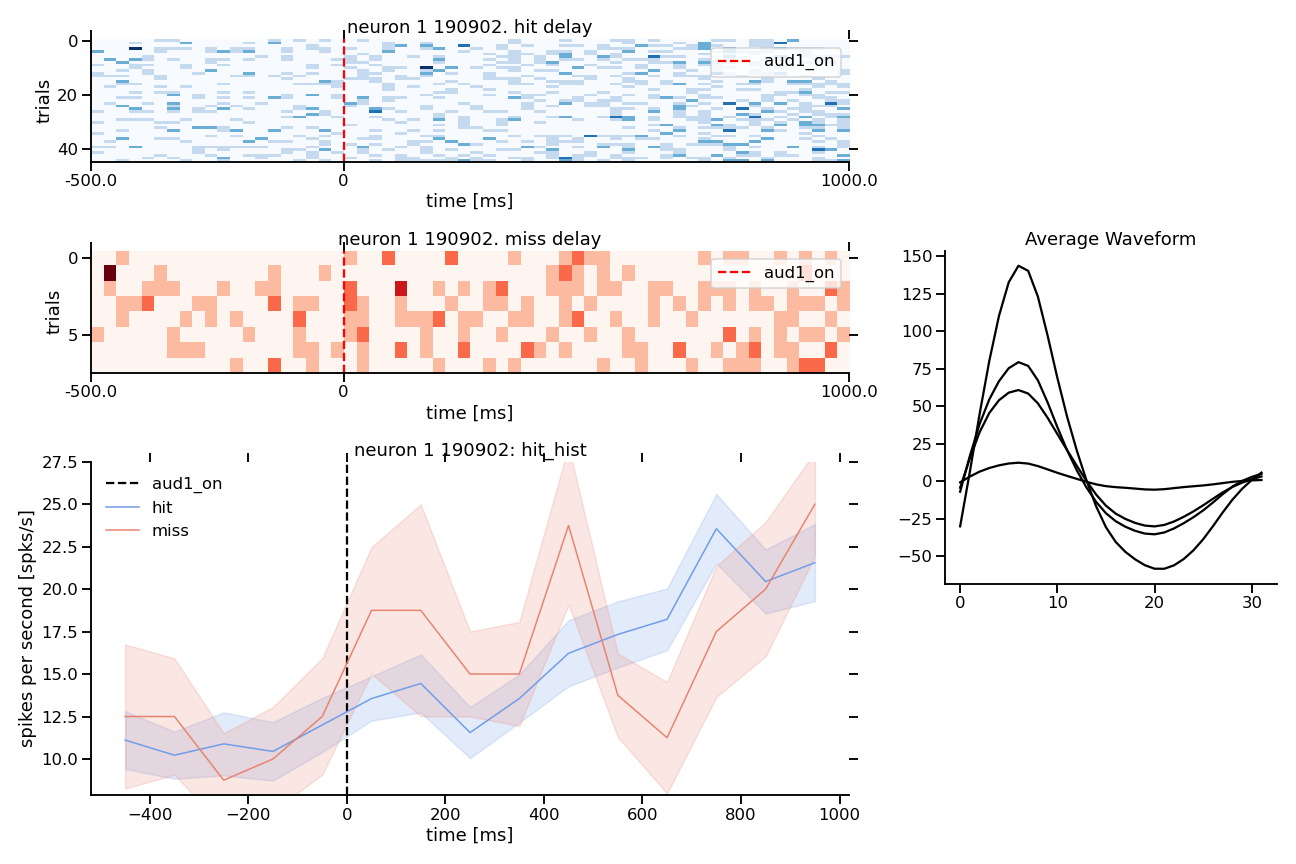 neuron 1 190902. hit delay
0
20
40
trials
aud1_on
-500.0 0 1000.0
time [ms]
neuron 1 190902. miss delay
0
5
trials
aud1_on
-500.0 0 1000.0
time [ms]
neuron 1 190902: hit_hist
27.5
25.0
22.5
20.0
17.5
15.0
12.5
10.0
spikes per second [spks/s]
aud1_on
hit
miss
−400 −200 0 200 400 600 800 1000
time [ms]
Average Waveform
150
125
100
75
50
25
0
−25
−50
0 10 20 30